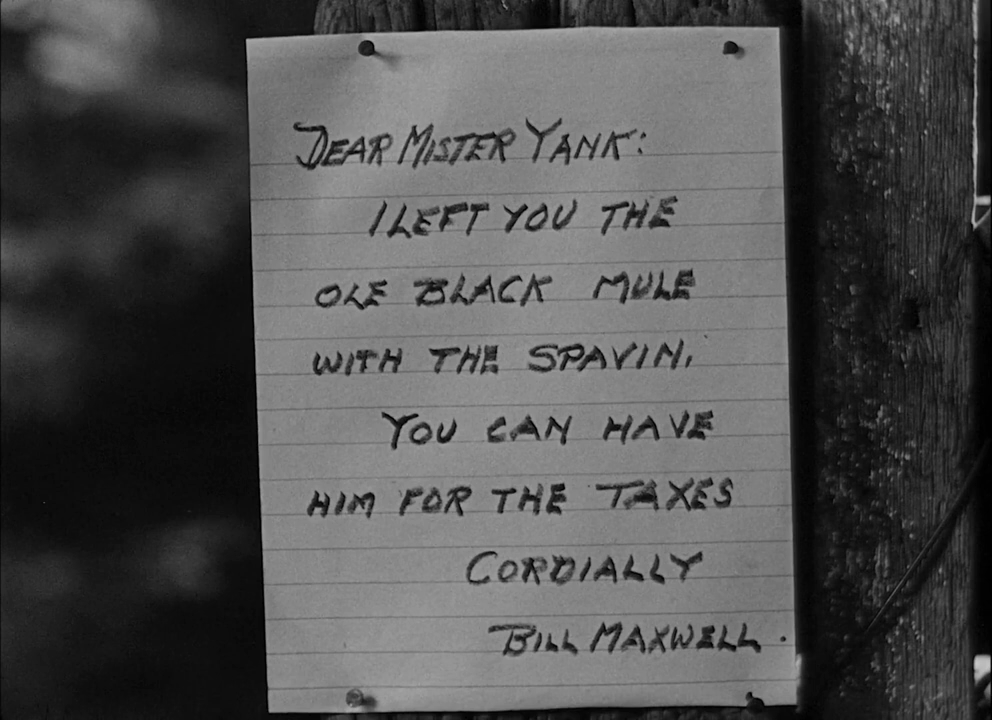 DEAR MISTER YANK:
I LEFT YOU THE
OLE BLACK MULE
WITH THE SPAVIN.
YOU CAN HAVE
HIM FOR THE TAXES
CORDIALLY
BILL MAXWELL.